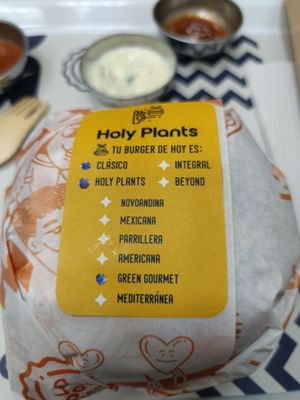 Holy Plants
TU BURGER DE HOY ES:
CLÁSICO INTEGRAL
HOLY PLANTS BEYOND
NOVOANDINA
MEXICANA
PARRILLERA
AMERICANA
GREEN GOURMET
MEDITERRÁNEA